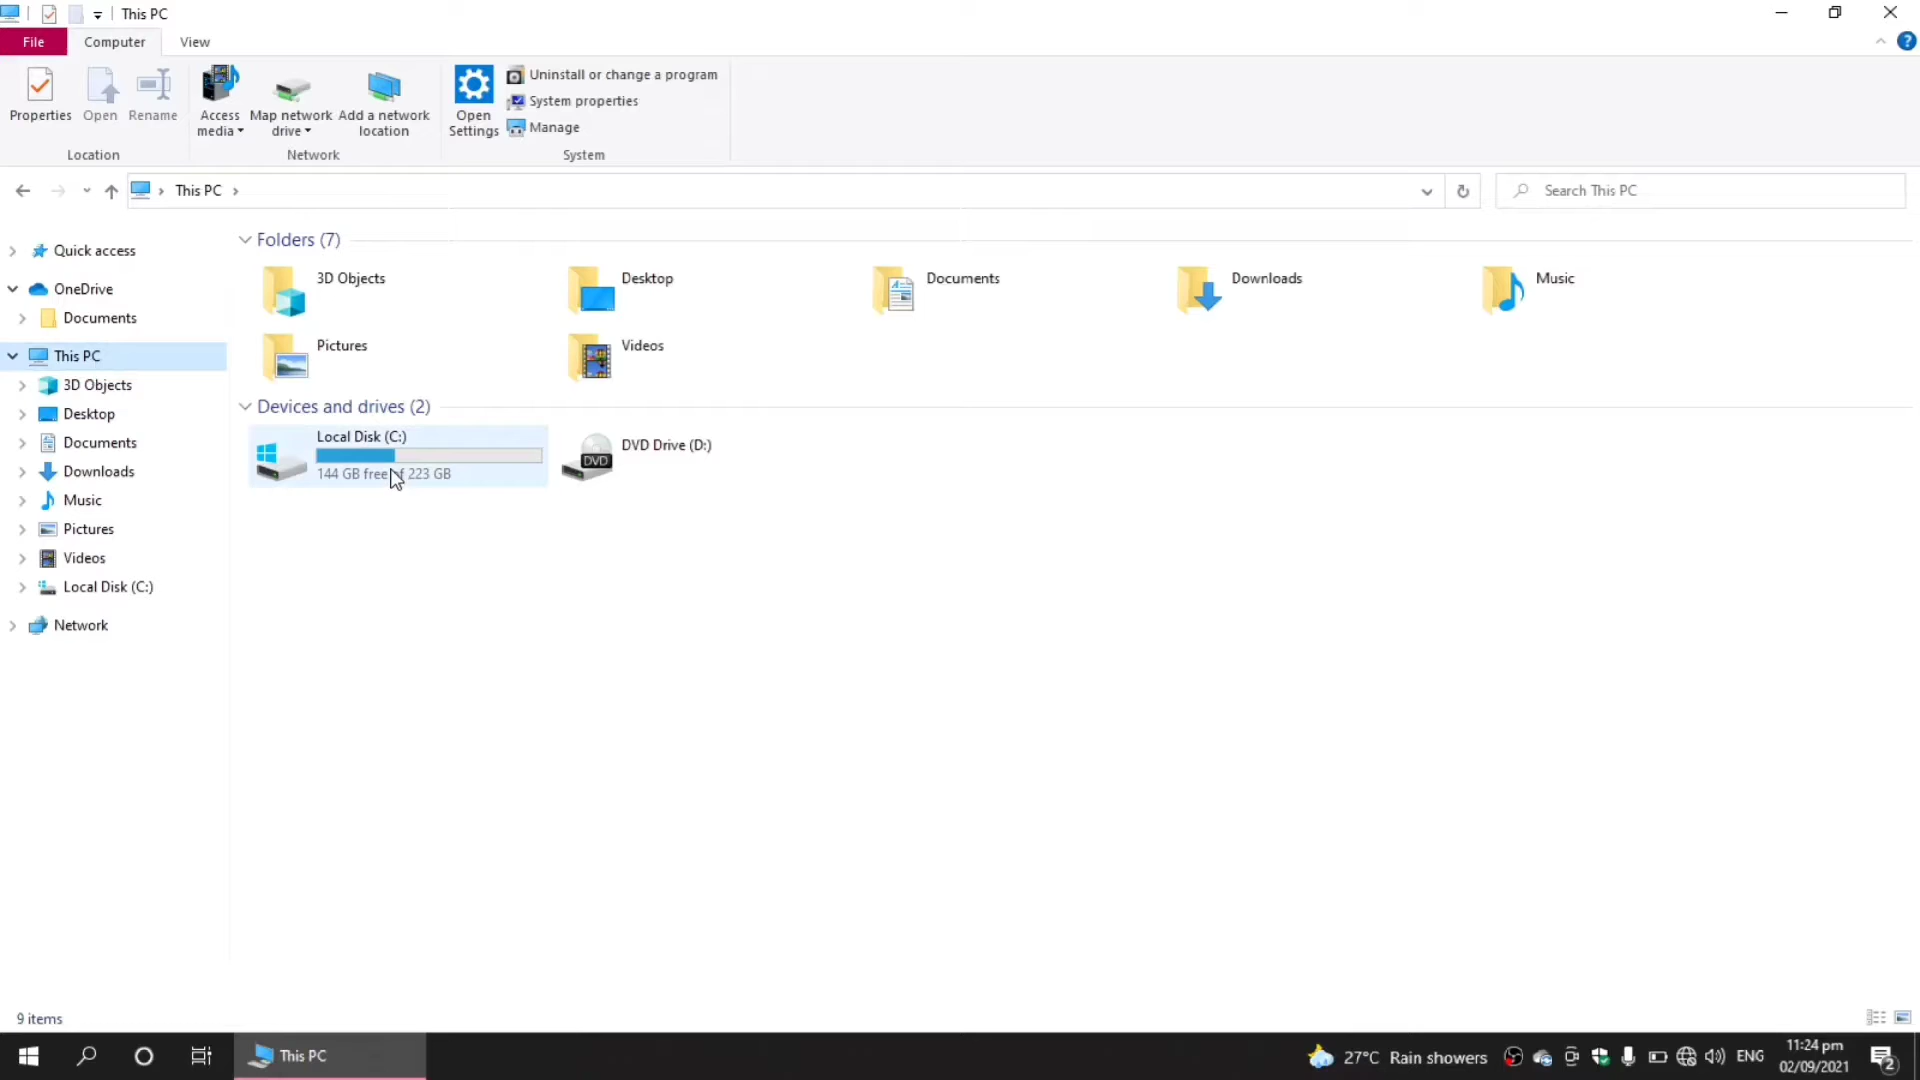 This PC
File
Computer
View
Properties
Open
Rename
Access media
Map network drive
Add a network location
Open Settings
Uninstall or change a program
System properties
Manage
Location
Network
System
This PC
Search This PC
Quick access
OneDrive
Documents
This PC
3D Objects
Desktop
Documents
Downloads
Music
Pictures
Videos
Local Disk (C:)
Network
Folders (7)
3D Objects
Desktop
Documents
Downloads
Music
Pictures
Videos
Devices and drives (2)
Local Disk (C:)
144 GB free of 223 GB
DVD
DVD Drive (D:)
9 items
This PC
27°C Rain showers
ENG
11:24 pm
02/09/2021
2